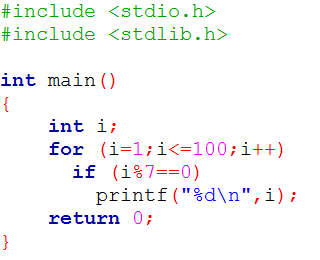 #include <stdio.h>
#include <stdlib.h>

int main()
{
    int i;
    for (i=1;i<=100;i++)
      if (i%7==0)
        printf("%d\n",i);
    return 0;
}